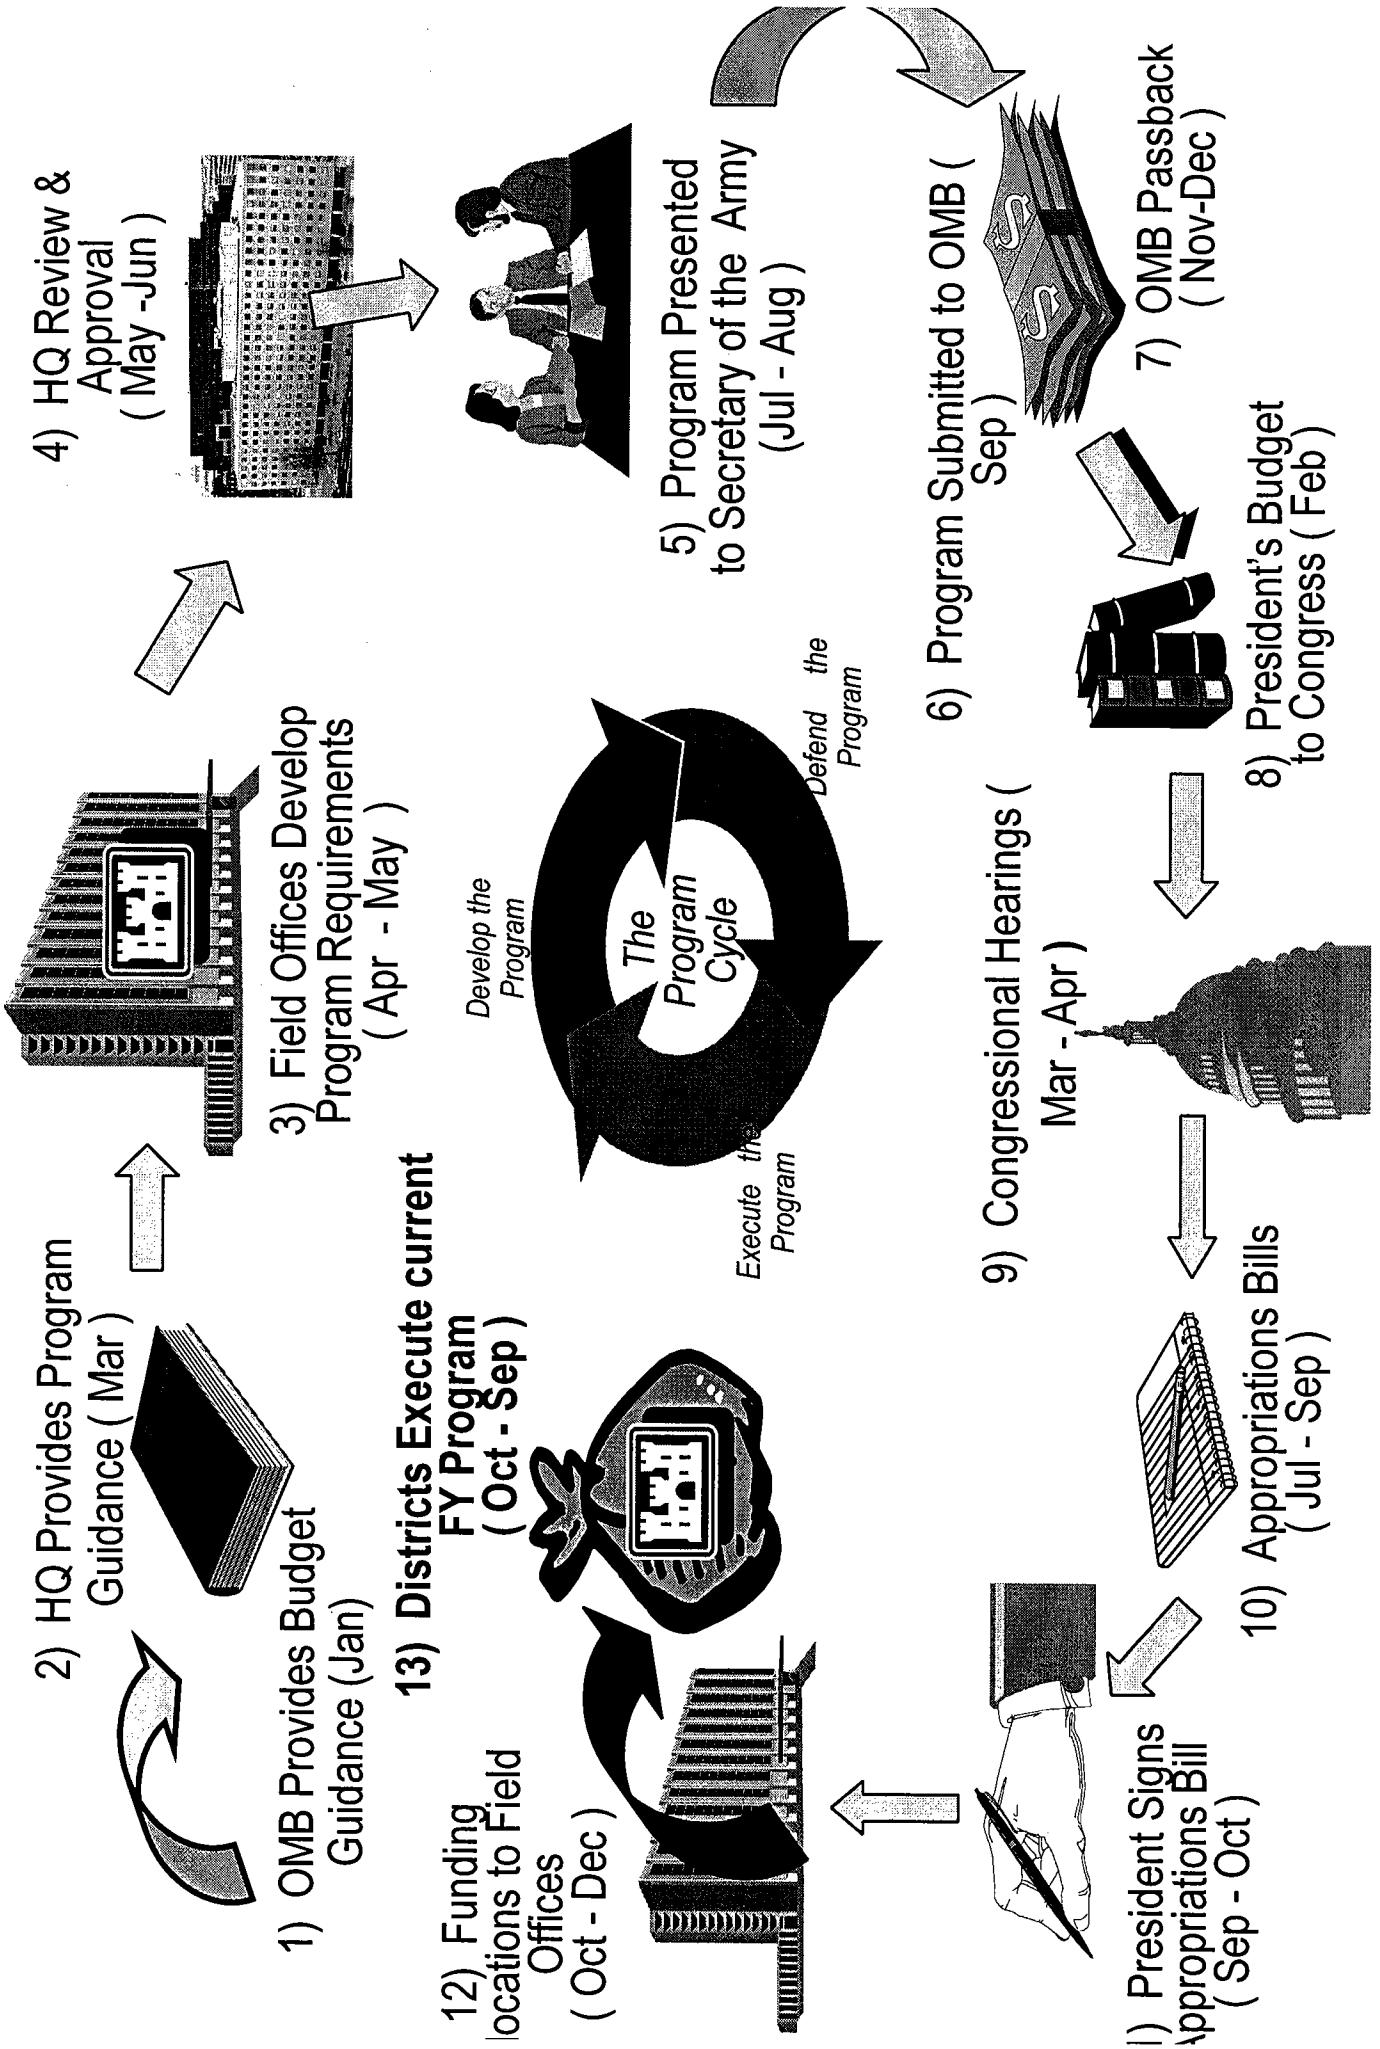 1) OMB Provides Budget
Guidance (Jan)
2) HQ Provides Program
Guidance ( Mar )
3) Field Offices Develop
Program Requirements
( Apr - May )
4) HQ Review &
Approval
( May -Jun )
5) Program Presented
to Secretary of the Army
(Jul - Aug )
6) Program Submitted to OMB (
Sep )
7) OMB Passback
( Nov-Dec )
8) President's Budget
to Congress ( Feb )
9) Congressional Hearings (
Mar - Apr )
10) Appropriations Bills
( Jul - Sep )
1) President Signs
Appropriations Bill
( Sep - Oct )
12) Funding
locations to Field
Offices
( Oct - Dec )
13) Districts Execute current
FY Program
( Oct - Sep )
Develop the
Program
The
Program
Cycle
Defend the
Program
Execute the
Program